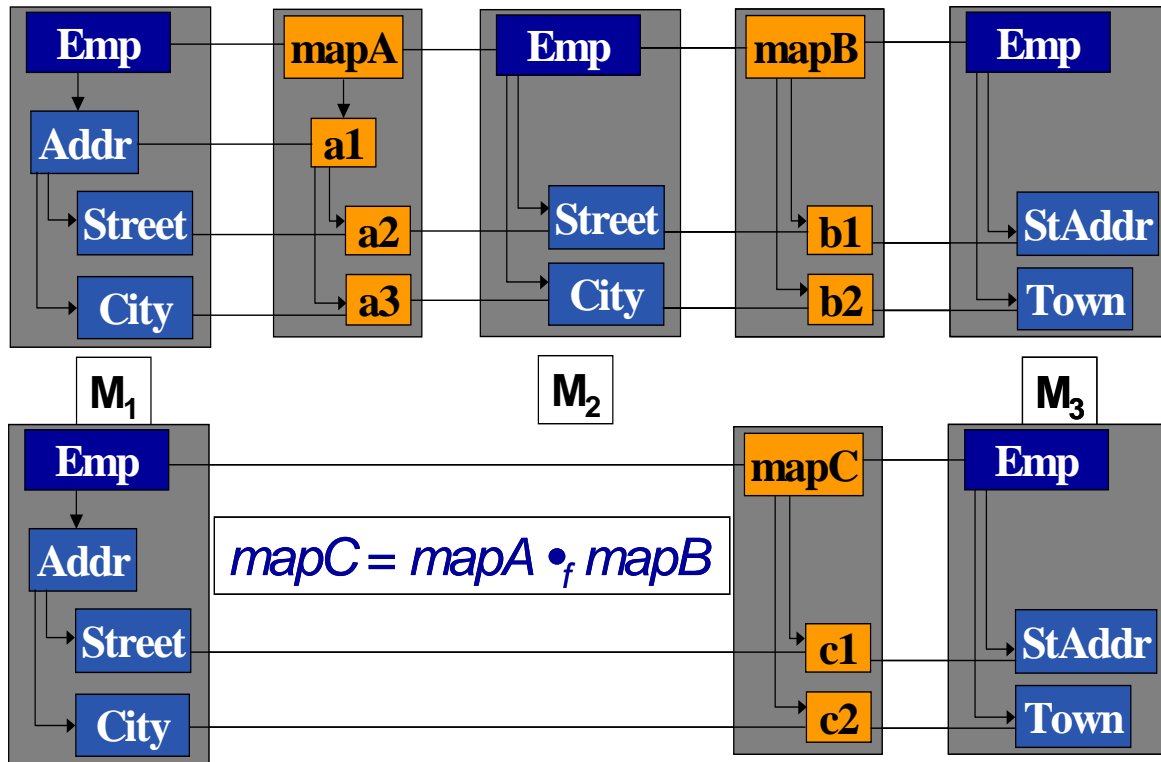 Emp mapA Emp mapB Emp
Addr a1
Street a2 Street b1 StAddr
City a3 City b2 Town
M₁ M₂ M₃
Emp mapC Emp
Addr
mapC = mapA •f mapB
Street c1 StAddr
City c2 Town